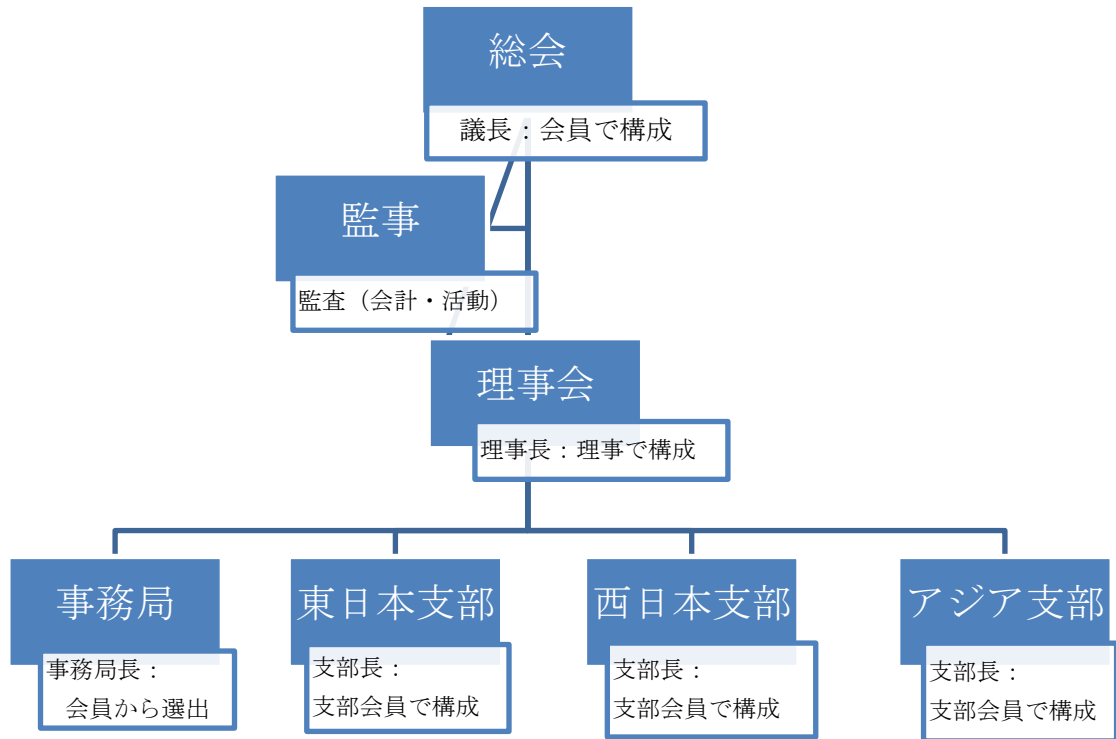 総会
議長：会員で構成
監事
監査（会計・活動）
理事会
理事長：理事で構成
事務局
事務局長：
会員から選出
東日本支部
支部長：
支部会員で構成
西日本支部
支部長：
支部会員で構成
アジア支部
支部長：
支部会員で構成